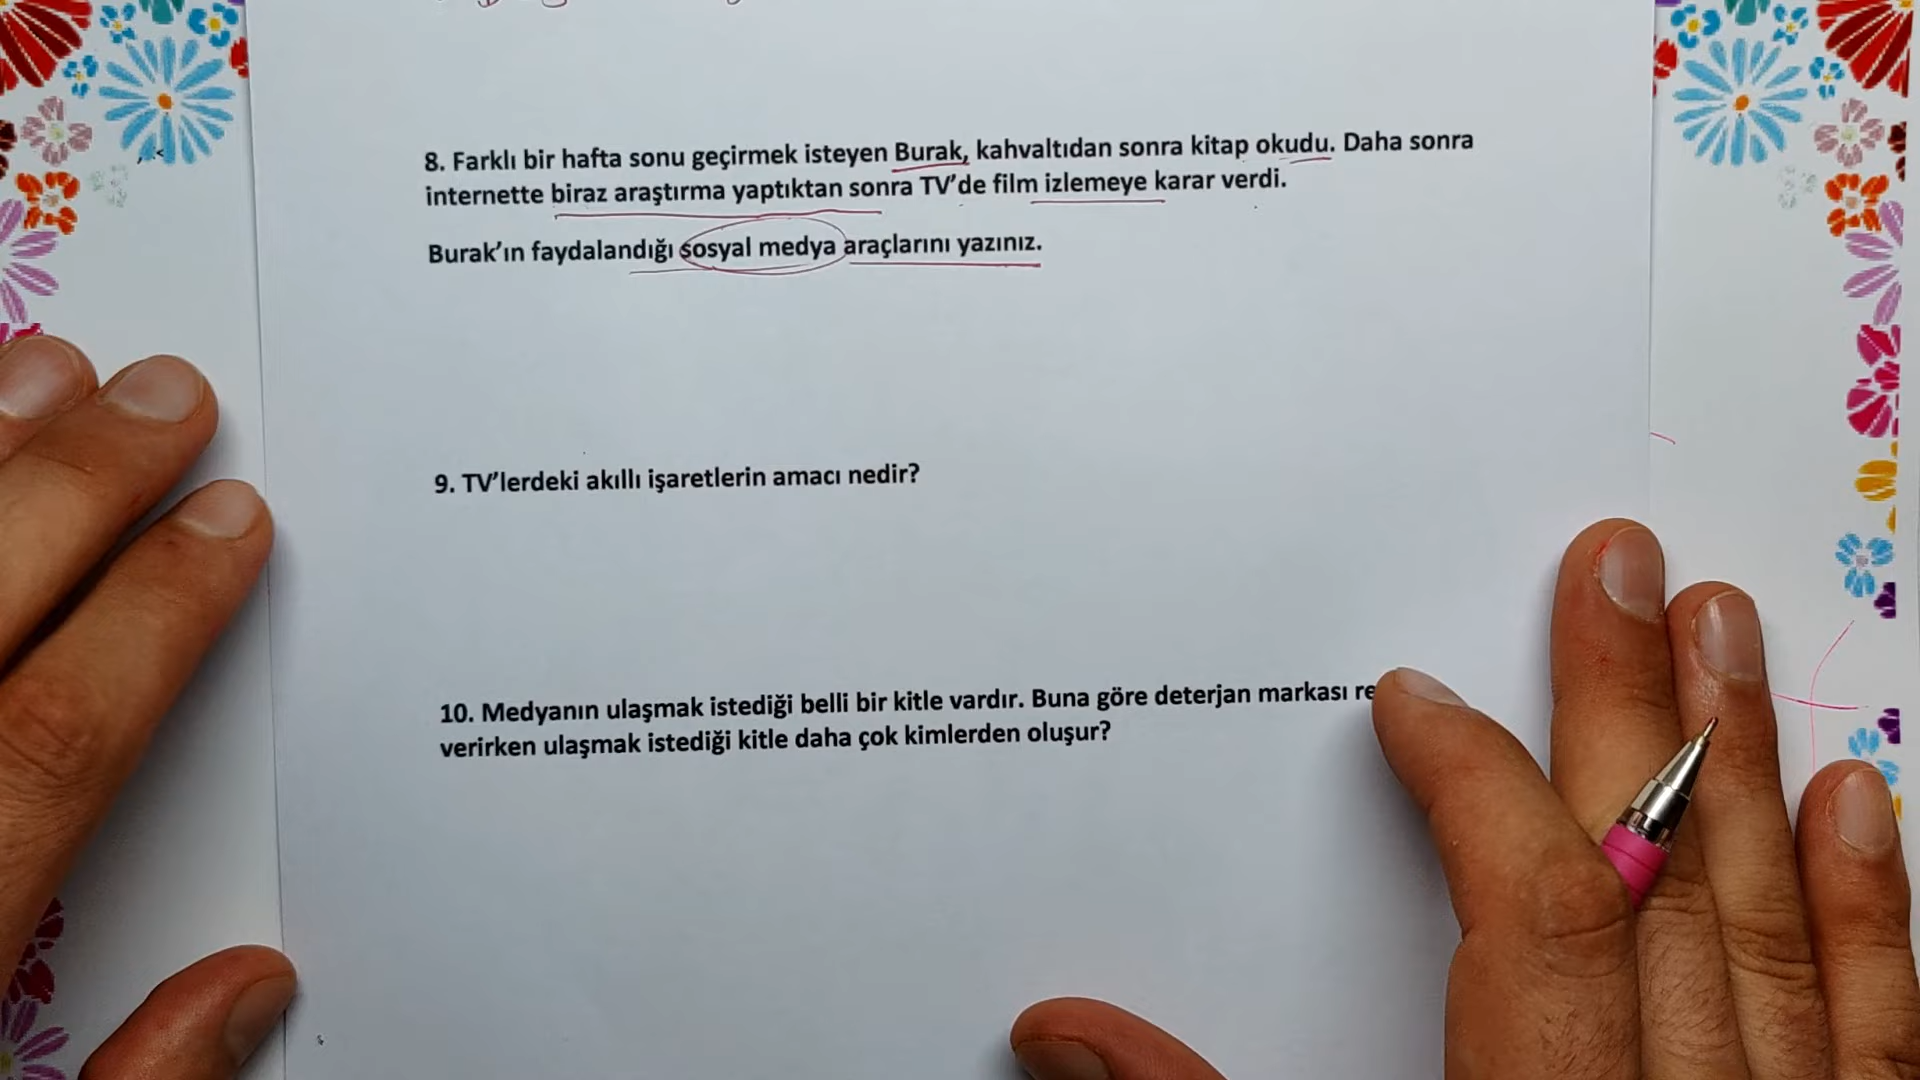 8. Farklı bir hafta sonu geçirmek isteyen Burak, kahvaltıdan sonra kitap okudu. Daha sonra
internette biraz araştırma yaptıktan sonra TV’de film izlemeye karar verdi.
Burak’ın faydalandığı sosyal medya araçlarını yazınız.
9. TV’lerdeki akıllı işaretlerin amacı nedir?
10. Medyanın ulaşmak istediği belli bir kitle vardır. Buna göre deterjan markası
verirken ulaşmak istediği kitle daha çok kimlerden oluşur?